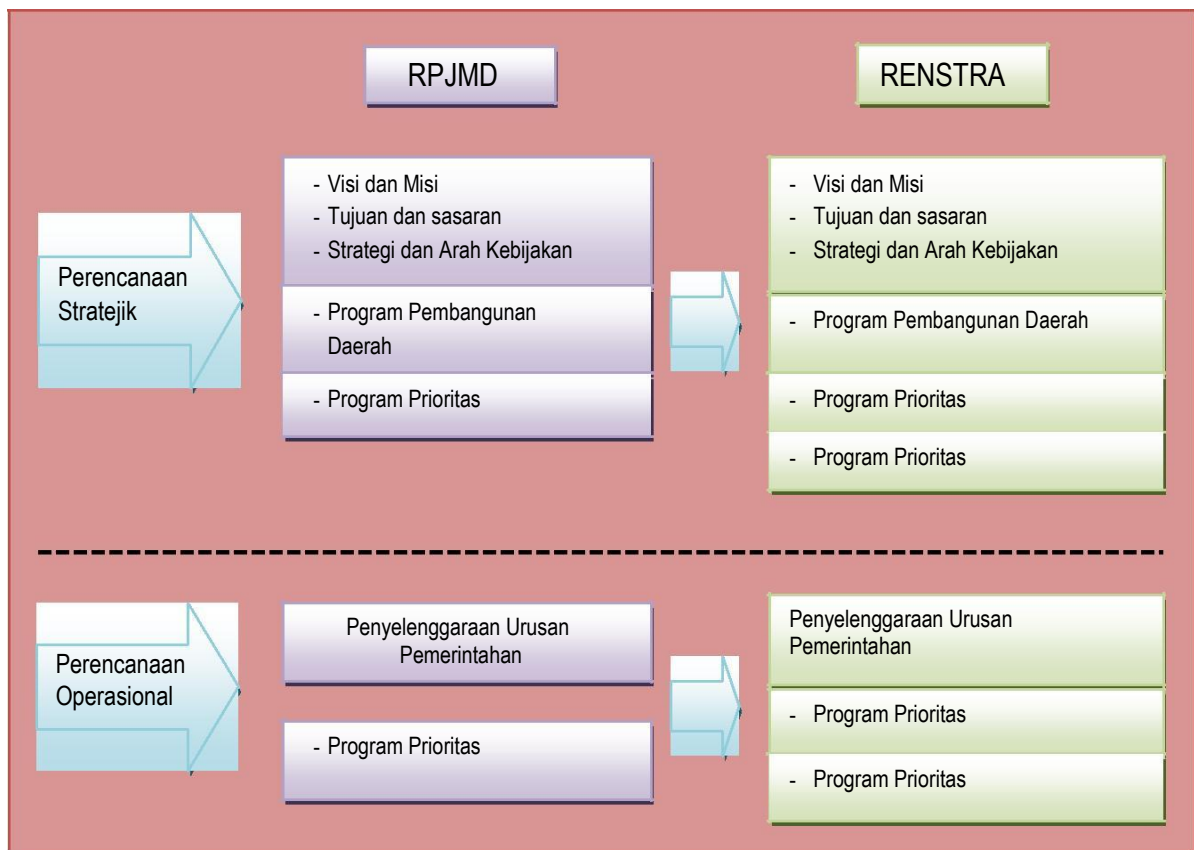 RPJMD
RENSTRA
Perencanaan
Stratejik
- Visi dan Misi
- Tujuan dan sasaran
- Strategi dan Arah Kebijakan
- Program Pembangunan
Daerah
- Program Prioritas
- Visi dan Misi
- Tujuan dan sasaran
- Strategi dan Arah Kebijakan
- Program Pembangunan Daerah
- Program Prioritas
- Program Prioritas
Perencanaan
Operasional
Penyelenggaraan Urusan
Pemerintahan
- Program Prioritas
Penyelenggaraan Urusan
Pemerintahan
- Program Prioritas
- Program Prioritas